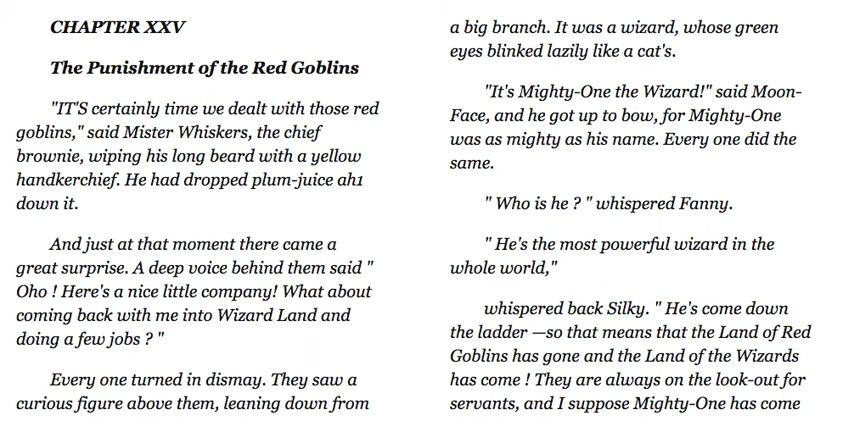 CHAPTER XXV
The Punishment of the Red Goblins
"IT'S certainly time we dealt with those red
goblins," said Mister Whiskers, the chief
brownie, wiping his long beard with a yellow
handkerchief. He had dropped plum-juice ah1
down it.
And just at that moment there came a
great surprise. A deep voice behind them said "
Oho ! Here's a nice little company! What about
coming back with me into Wizard Land and
doing a few jobs ? "
Every one turned in dismay. They saw a
curious figure above them, leaning down from
a big branch. It was a wizard, whose green
eyes blinked lazily like a cat's.
"It's Mighty-One the Wizard!" said Moon-
Face, and he got up to bow, for Mighty-One
was as mighty as his name. Every one did the
same.
" Who is he ? " whispered Fanny.
" He's the most powerful wizard in the
whole world,"
whispered back Silky. " He's come down
the ladder —so that means that the Land of Red
Goblins has gone and the Land of the Wizards
has come ! They are always on the look-out for
servants, and I suppose Mighty-One has come